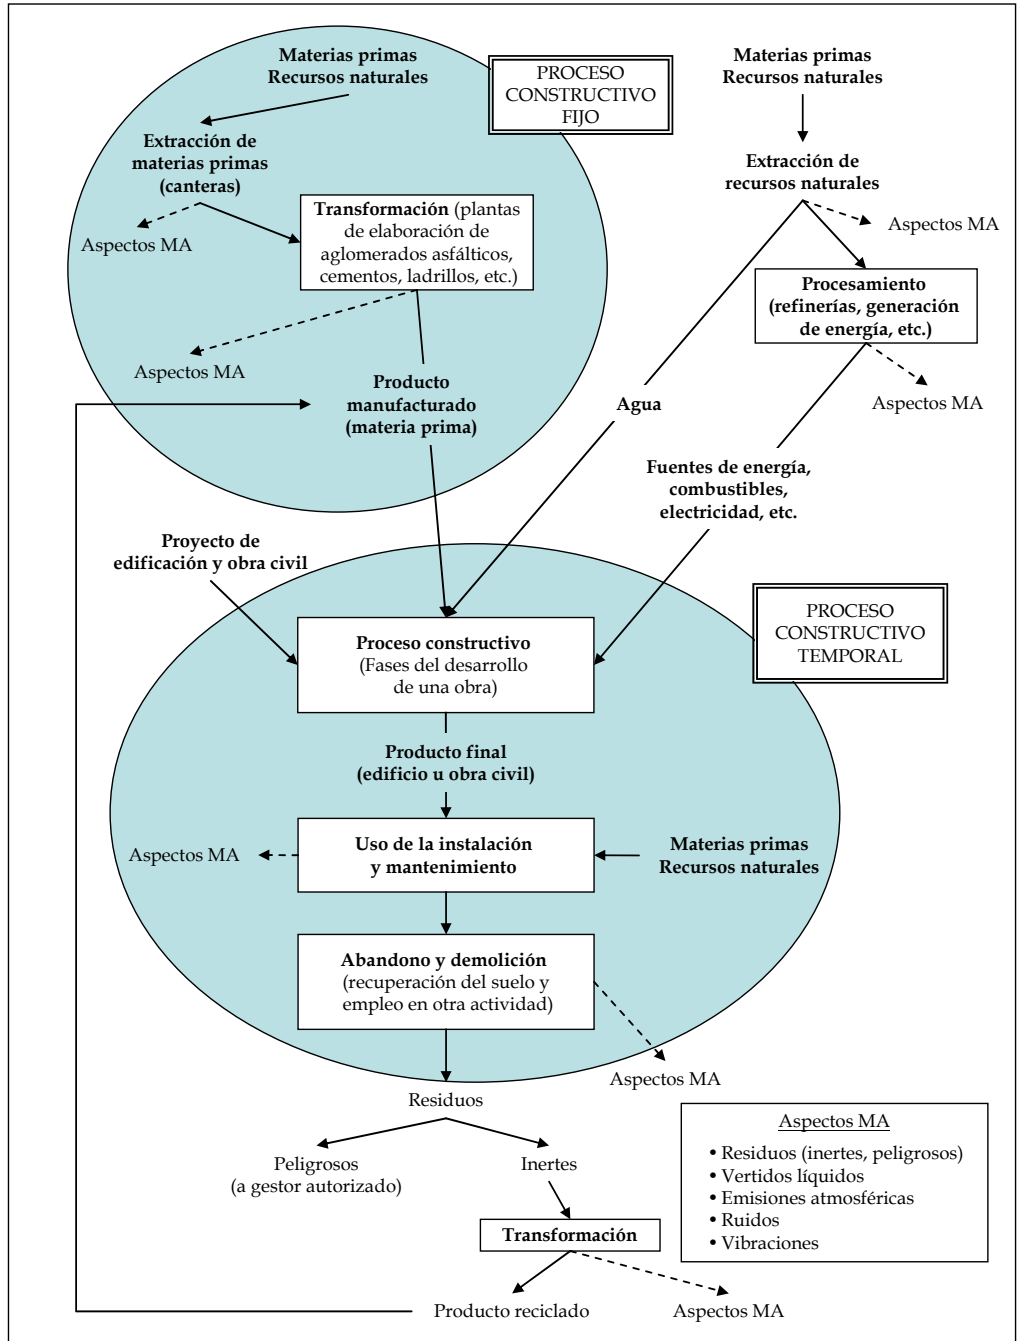 Materias primas
Recursos naturales
PROCESO
CONSTRUCTIVO
FIJO
Materias primas
Recursos naturales
Extracción de
materias primas
(canteras)
Extracción de
recursos naturales
Aspectos MA
Transformación (plantas
de elaboración de
aglomerados asfálticos,
cementos, ladrillos, etc.)
Aspectos MA
Procesamiento
(refinerías, generación
de energía, etc.)
Aspectos MA
Producto
manufacturado
(materia prima)
Agua
Aspectos MA
Fuentes de energía,
combustibles,
electricidad, etc.
Proyecto de
edificación y obra civil
PROCESO
CONSTRUCTIVO
TEMPORAL
Proceso constructivo
(Fases del desarrollo
de una obra)
Producto final
(edificio u obra civil)
Aspectos MA
Uso de la instalación
y mantenimiento
Materias primas
Recursos naturales
Abandono y demolición
(recuperación del suelo y
empleo en otra actividad)
Aspectos MA
Residuos
Peligrosos
(a gestor autorizado)
Inertes
Transformación
Producto reciclado
Aspectos MA
Aspectos MA
• Residuos (inertes, peligrosos)
• Vertidos líquidos
• Emisiones atmosféricas
• Ruidos
• Vibraciones